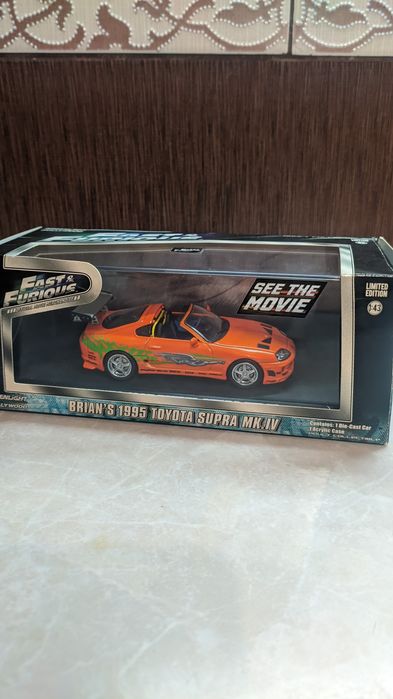 FAST &
FURIOUS
SEE THE
MOVIE
LIMITED
EDITION
1:43
BRIAN'S 1995 TOYOTA SUPRA MK.IV
Contains: 1 Die-Cast Car
1 Acrylic Case